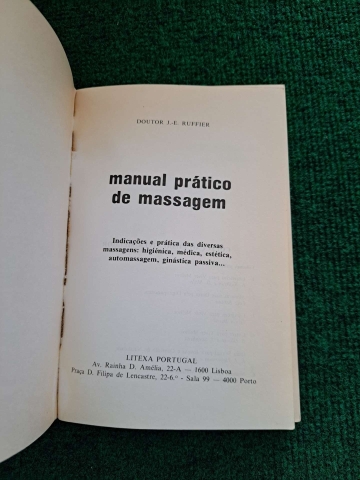 DOUTOR J.-E. RUFFIER
manual prático
de massagem
Indicações e prática das diversas
massagens: higiénica, médica, estética,
automassagem, ginástica passiva...
LITEXA PORTUGAL
Av. Rainha D. Amélia, 22-A — 1600 Lisboa
Praça D. Filipa de Lencastre, 22-6.º - Sala 99 — 4000 Porto